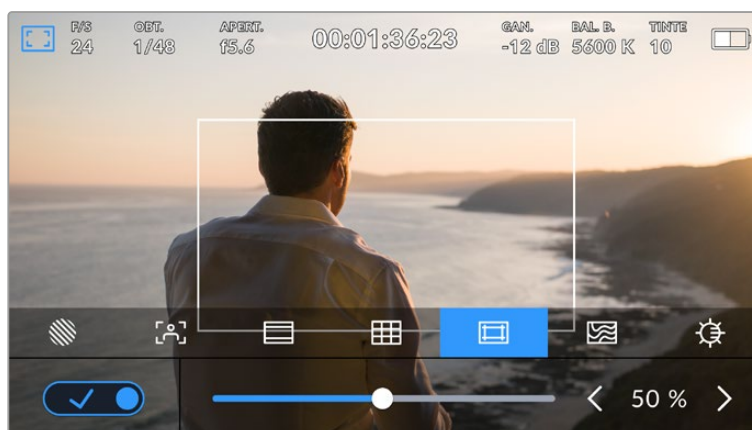 F/S OBT. APERT. GAN. BAL. B. TINTE
24 1/48 f5.6 00:01:36:23 -12 dB 5600 K 10
50 %